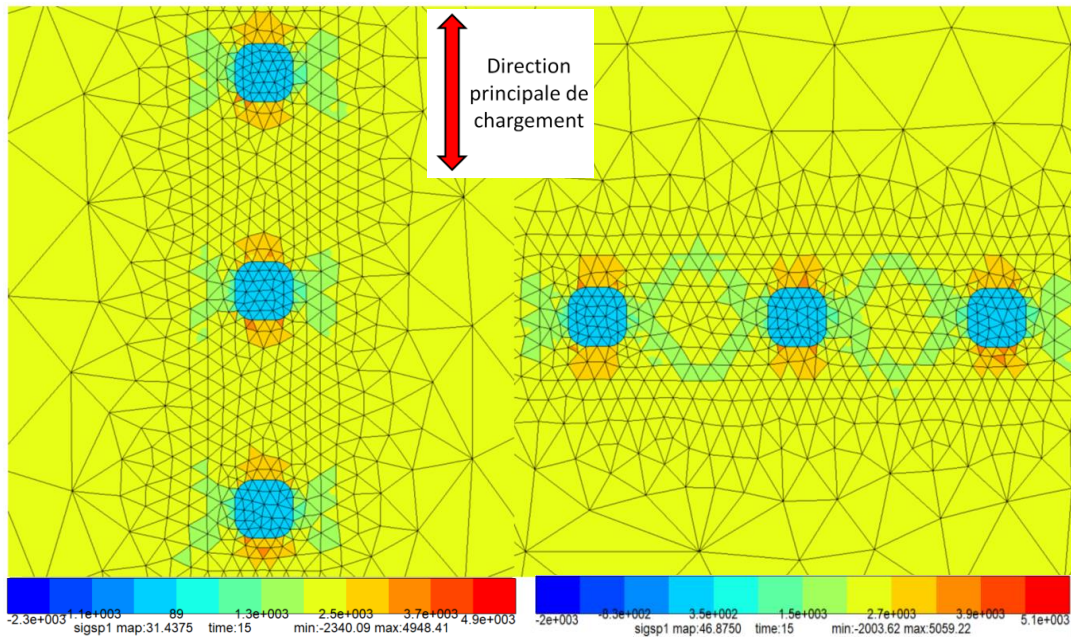 Direction
principale de
chargement
-2.3e+003 -1.1e+003 89 1.3e+003 2.5e+003 3.7e+003 4.9e+003
sigsp1 map:31.4375 time:15 min:-2340.09 max:4948.41
-2e+003 -8.3e+002 3.5e+002 1.5e+003 2.7e+003 3.9e+003 5.1e+003
sigsp1 map:46.8750 time:15 min:-2003.62 max:5059.22